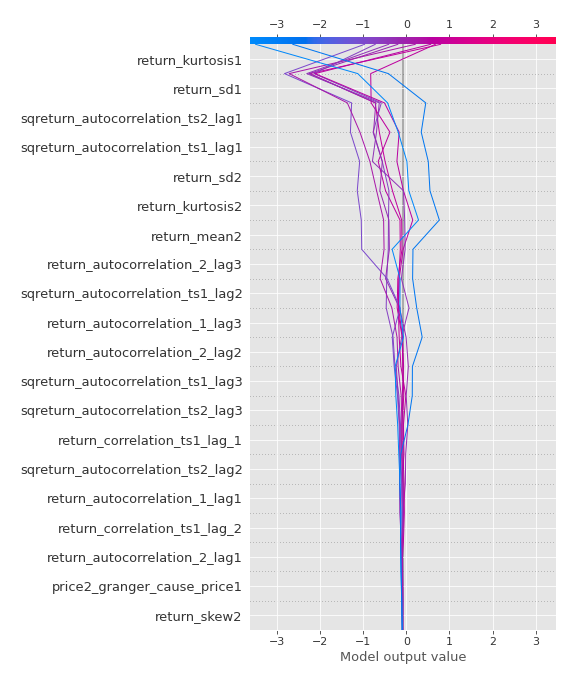 −3 −2 −1 0 1 2 3
return_kurtosis1
return_sd1
sqreturn_autocorrelation_ts2_lag1
sqreturn_autocorrelation_ts1_lag1
return_sd2
return_kurtosis2
return_mean2
return_autocorrelation_2_lag3
sqreturn_autocorrelation_ts1_lag2
return_autocorrelation_1_lag3
return_autocorrelation_2_lag2
sqreturn_autocorrelation_ts1_lag3
sqreturn_autocorrelation_ts2_lag3
return_correlation_ts1_lag_1
sqreturn_autocorrelation_ts2_lag2
return_autocorrelation_1_lag1
return_correlation_ts1_lag_2
return_autocorrelation_2_lag1
price2_granger_cause_price1
return_skew2
−3 −2 −1 0 1 2 3
Model output value